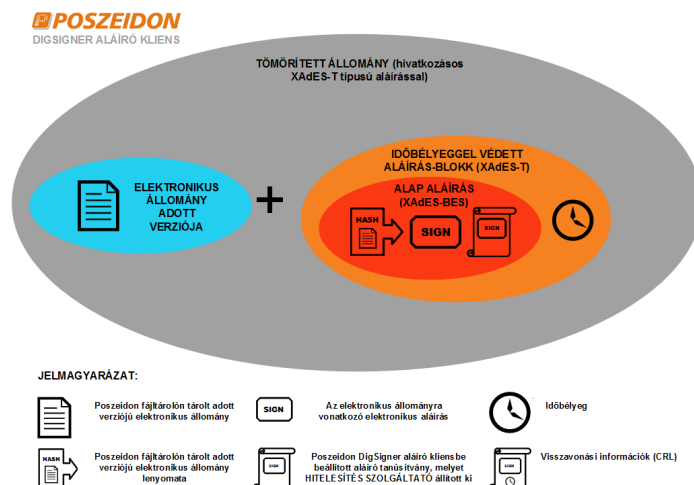 POSZEIDON
DIGSIGNER ALÁÍRÓ KLIENS
TÖMÖRÍTETT ÁLLOMÁNY (hivatkozásos
XAdES-T típusú aláírással)
IDŐBÉLYEGGEL VÉDETT
ALÁÍRÁS-BLOKK (XAdES-T)
ELEKTRONIKUS
ÁLLOMÁNY
ADOTT
VERZIÓJA
+
ALAP ALÁÍRÁS
(XAdES-BES)
HASH
SIGN
SIGN
JELMAGYARÁZAT:
Poszeidon fájltárolón tárolt adott
verziójú elektronikus állomány
SIGN
Az elektronikus állományra
vonatkozó elektronikus aláírás
Időbélyeg
HASH
Poszeidon fájltárolón tárolt adott
verziójú elektronikus állomány
lenyomata
SIGN
Poszeidon DigSigner aláíró kliensbe
beállított aláíró tanúsítvány, melyet
HITELESÍTÉS SZOLGÁLTATÓ állított ki
SIGN
Visszavonási információk (CRL)